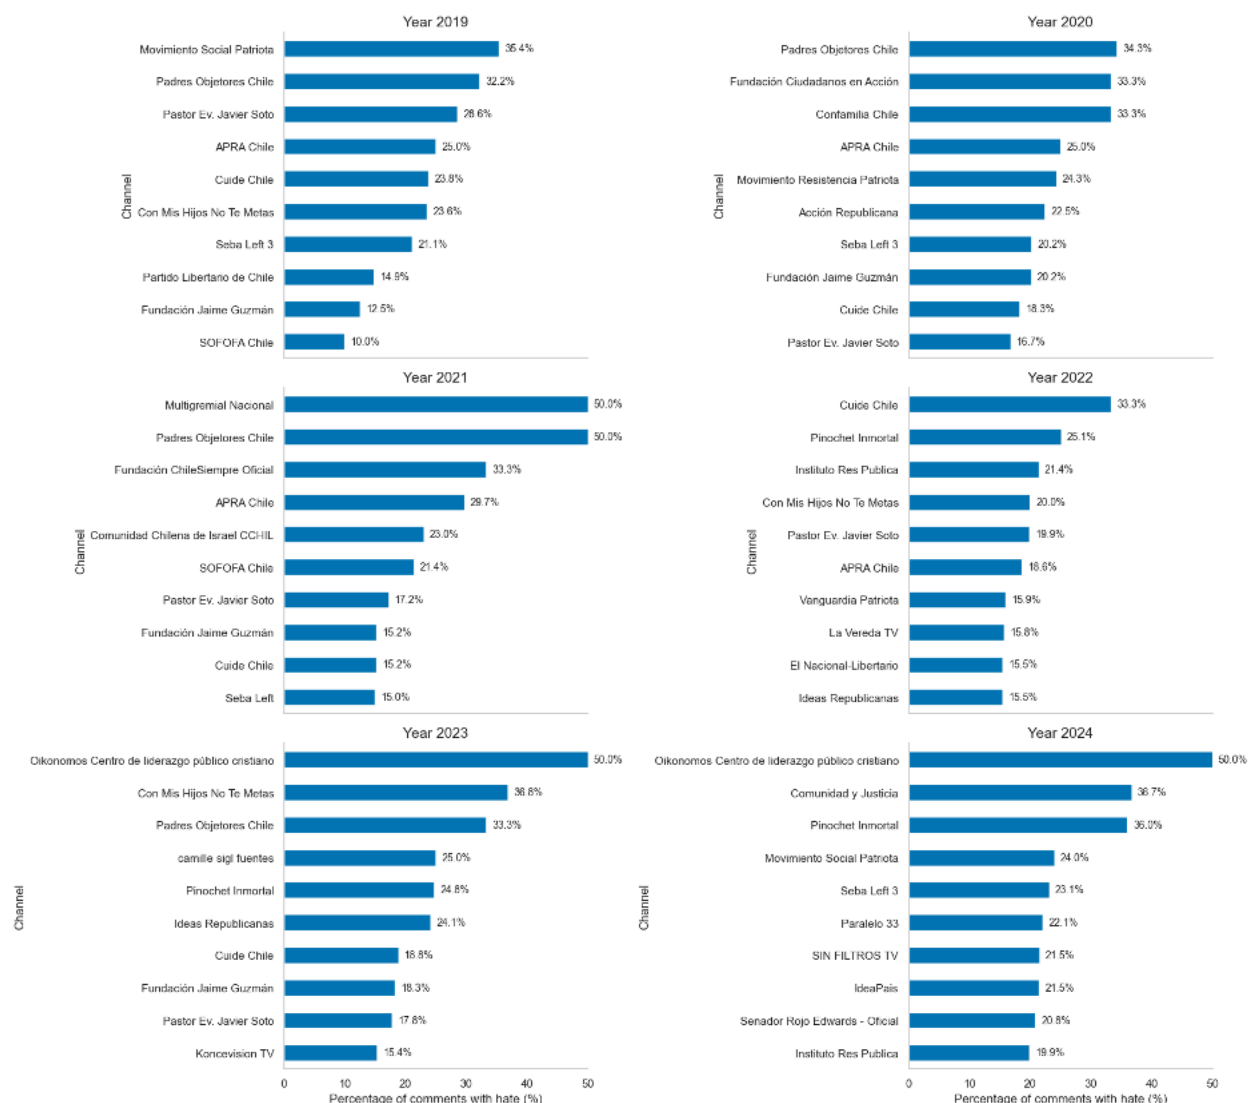 Year 2019
Channel
Movimiento Social Patriota 35.4%
Padres Objetores Chile 32.2%
Pastor Ev. Javier Soto 28.6%
APRA Chile 25.0%
Cuide Chile 23.8%
Con Mis Hijos No Te Metas 23.6%
Seba Left 3 21.1%
Partido Libertario de Chile 14.9%
Fundación Jaime Guzmán 12.5%
SOFOFA Chile 10.0%
Year 2020
Channel
Padres Objetores Chile 34.3%
Fundación Ciudadanos en Acción 33.3%
Confamilia Chile 33.3%
APRA Chile 25.0%
Movimiento Resistencia Patriota 24.3%
Acción Republicana 22.5%
Seba Left 3 20.2%
Fundación Jaime Guzmán 20.2%
Cuide Chile 18.3%
Pastor Ev. Javier Soto 16.7%
Year 2021
Channel
Multigremial Nacional 50.0%
Padres Objetores Chile 50.0%
Fundación ChileSiempre Oficial 33.3%
APRA Chile 29.7%
Comunidad Chilena de Israel CCHIL 23.0%
SOFOFA Chile 21.4%
Pastor Ev. Javier Soto 17.2%
Fundación Jaime Guzmán 15.2%
Cuide Chile 15.2%
Seba Left 15.0%
Year 2022
Channel
Cuide Chile 33.3%
Pinochet Inmortal 25.1%
Instituto Res Publica 21.4%
Con Mis Hijos No Te Metas 20.0%
Pastor Ev. Javier Soto 19.9%
APRA Chile 18.6%
Vanguardia Patriota 15.9%
La Vereda TV 15.8%
El Nacional-Libertario 15.5%
Ideas Republicanas 15.5%
Year 2023
Channel
Oikonomos Centro de liderazgo público cristiano 50.0%
Con Mis Hijos No Te Metas 36.8%
Padres Objetores Chile 33.3%
camille sigl fuentes 25.0%
Pinochet Inmortal 24.8%
Ideas Republicanas 24.1%
Cuide Chile 18.8%
Fundación Jaime Guzmán 18.3%
Pastor Ev. Javier Soto 17.8%
Koncevision TV 15.4%
0 10 20 30 40 50
Percentage of comments with hate (%)
Year 2024
Channel
Oikonomos Centro de liderazgo público cristiano 50.0%
Comunidad y Justicia 36.7%
Pinochet Inmortal 36.0%
Movimiento Social Patriota 24.0%
Seba Left 3 23.1%
Paralelo 33 22.1%
SIN FILTROS TV 21.5%
IdeaPaís 21.5%
Senador Rojo Edwards - Oficial 20.8%
Instituto Res Publica 19.9%
0 10 20 30 40 50
Percentage of comments with hate (%)